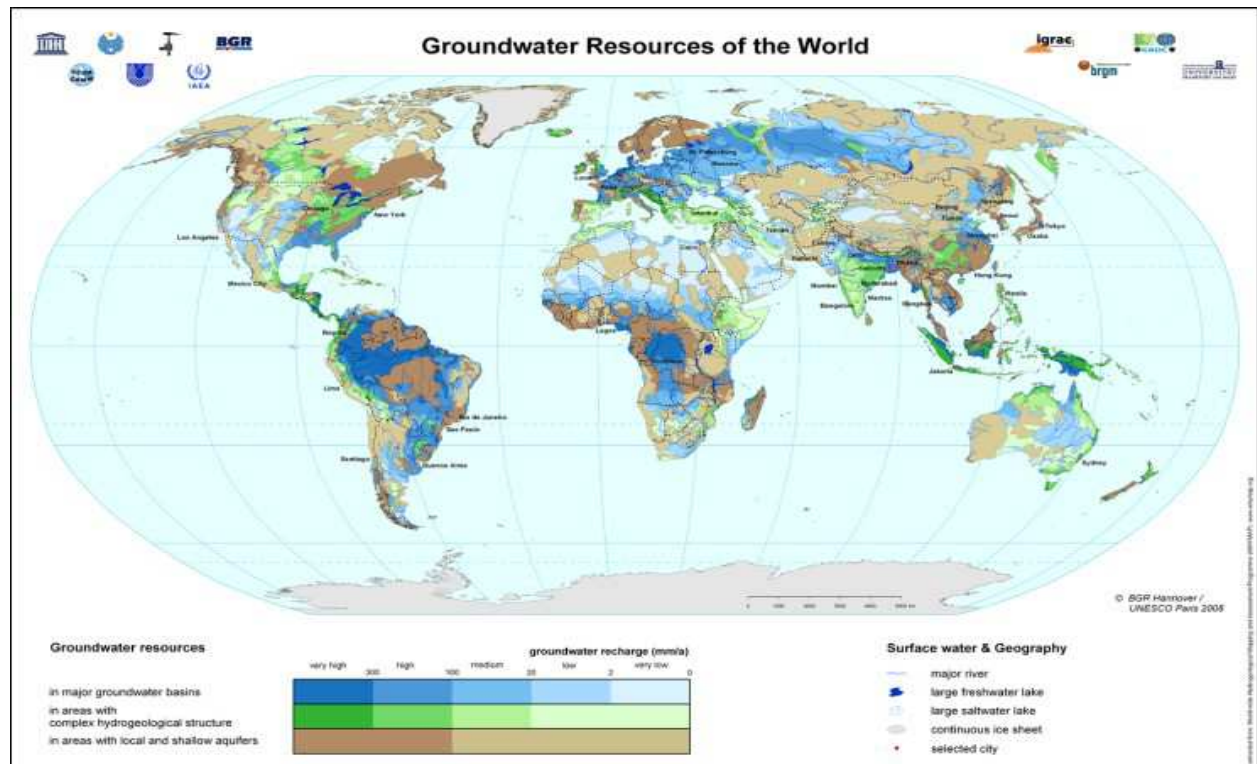 BGR
Groundwater Resources of the World
igrac
IAEA
brgm
St. Petersburg
Moscow
London
Paris
Chicago
New York
Istanbul
Beijing
Tianjin
Seoul
Tokyo
Osaka
Los Angeles
Tehran
Cairo
Lahore
Shanghai
Karachi
Dhaka
Mexico City
Mumbai
Hyderabad
Hong Kong
Bangalore
Madras
Bangkok
Manila
Lagos
Bogota
Jakarta
Lima
Rio de Janeiro
Sao Paulo
Santiago
Buenos Aires
Sydney
© BGR Hannover /
UNESCO Paris 2008
Groundwater resources
groundwater recharge (mm/a)
very high high medium low very low
300 100 20 2 0
in major groundwater basins
in areas with
complex hydrogeological structure
in areas with local and shallow aquifers
Surface water & Geography
major river
large freshwater lake
large saltwater lake
continuous ice sheet
selected city